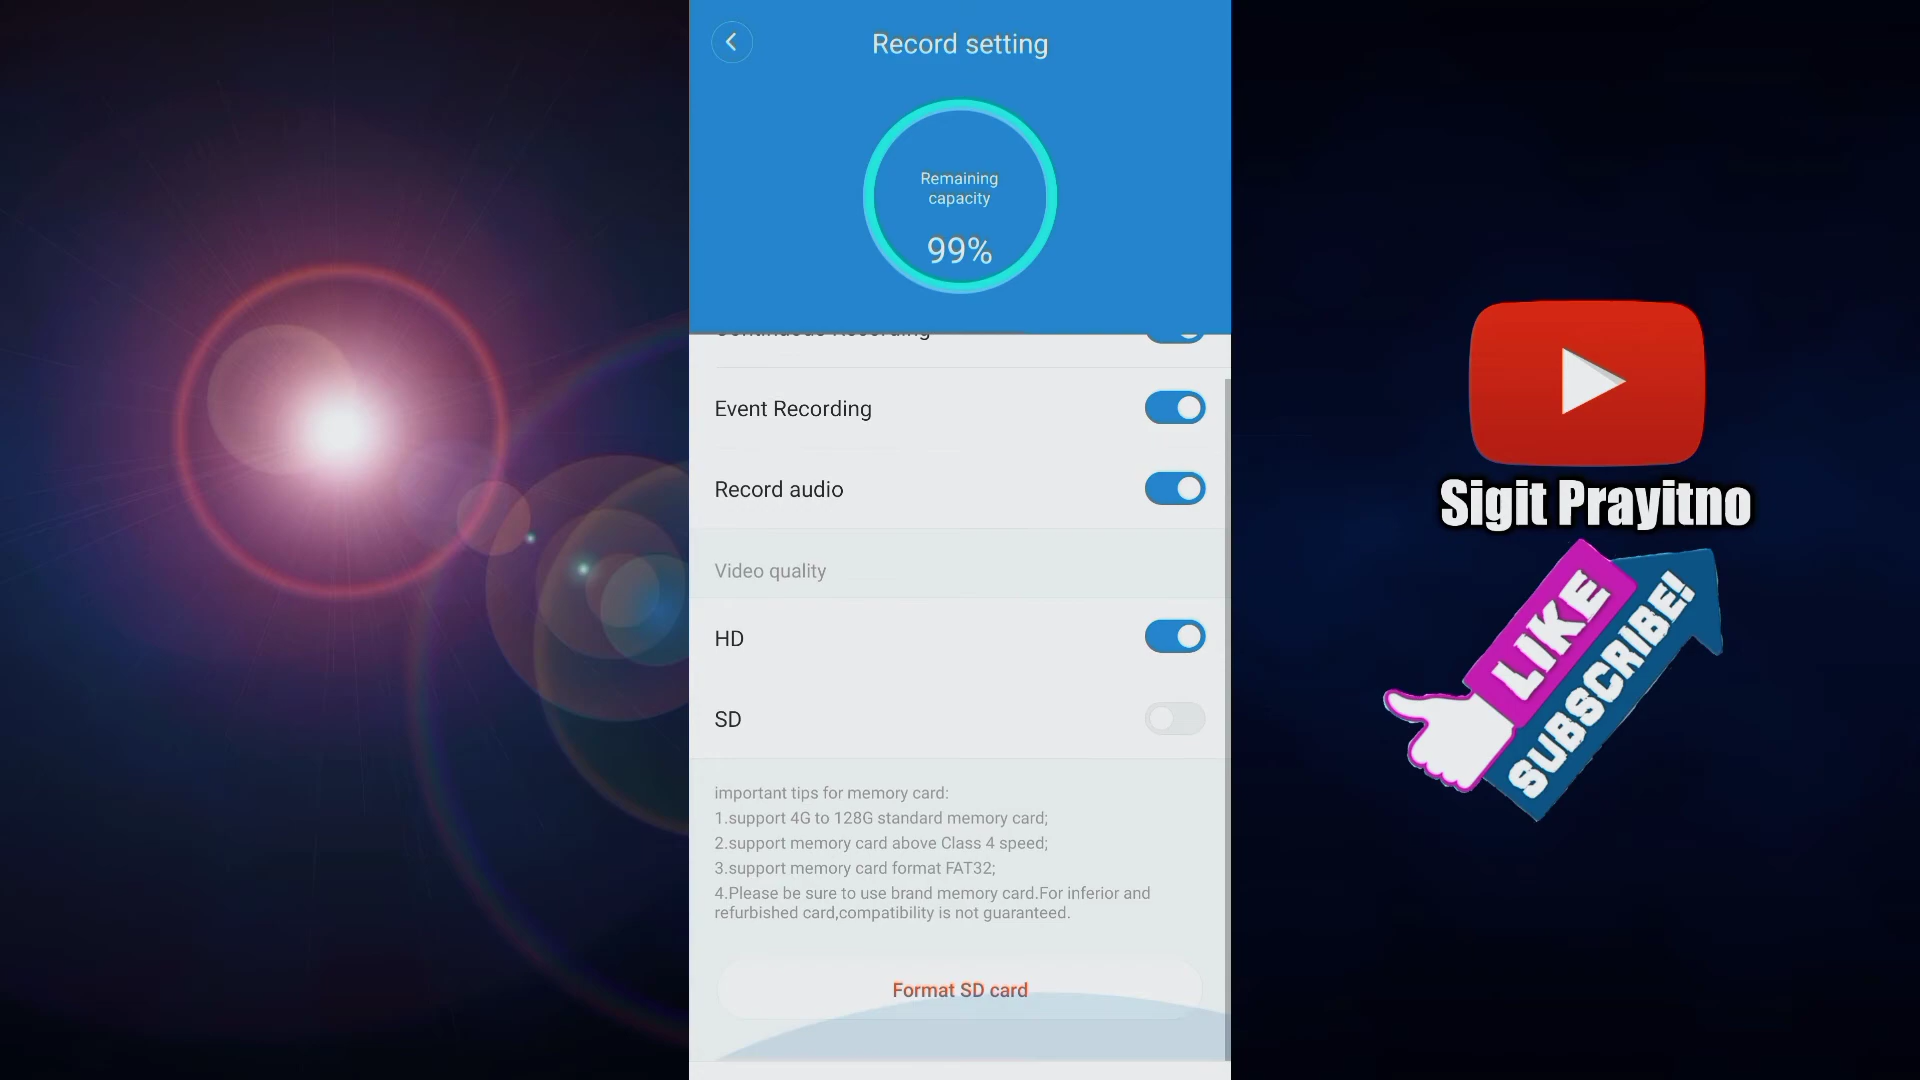 Record setting
Remaining
capacity
99%
Continuous Recording
Event Recording
Record audio
Video quality
HD
SD
important tips for memory card:
1.support 4G to 128G standard memory card;
2.support memory card above Class 4 speed;
3.support memory card format FAT32;
4.Please be sure to use brand memory card.For inferior and
refurbished card,compatibility is not guaranteed.
Format SD card
Sigit Prayitno
LIKE
SUBSCRIBE!